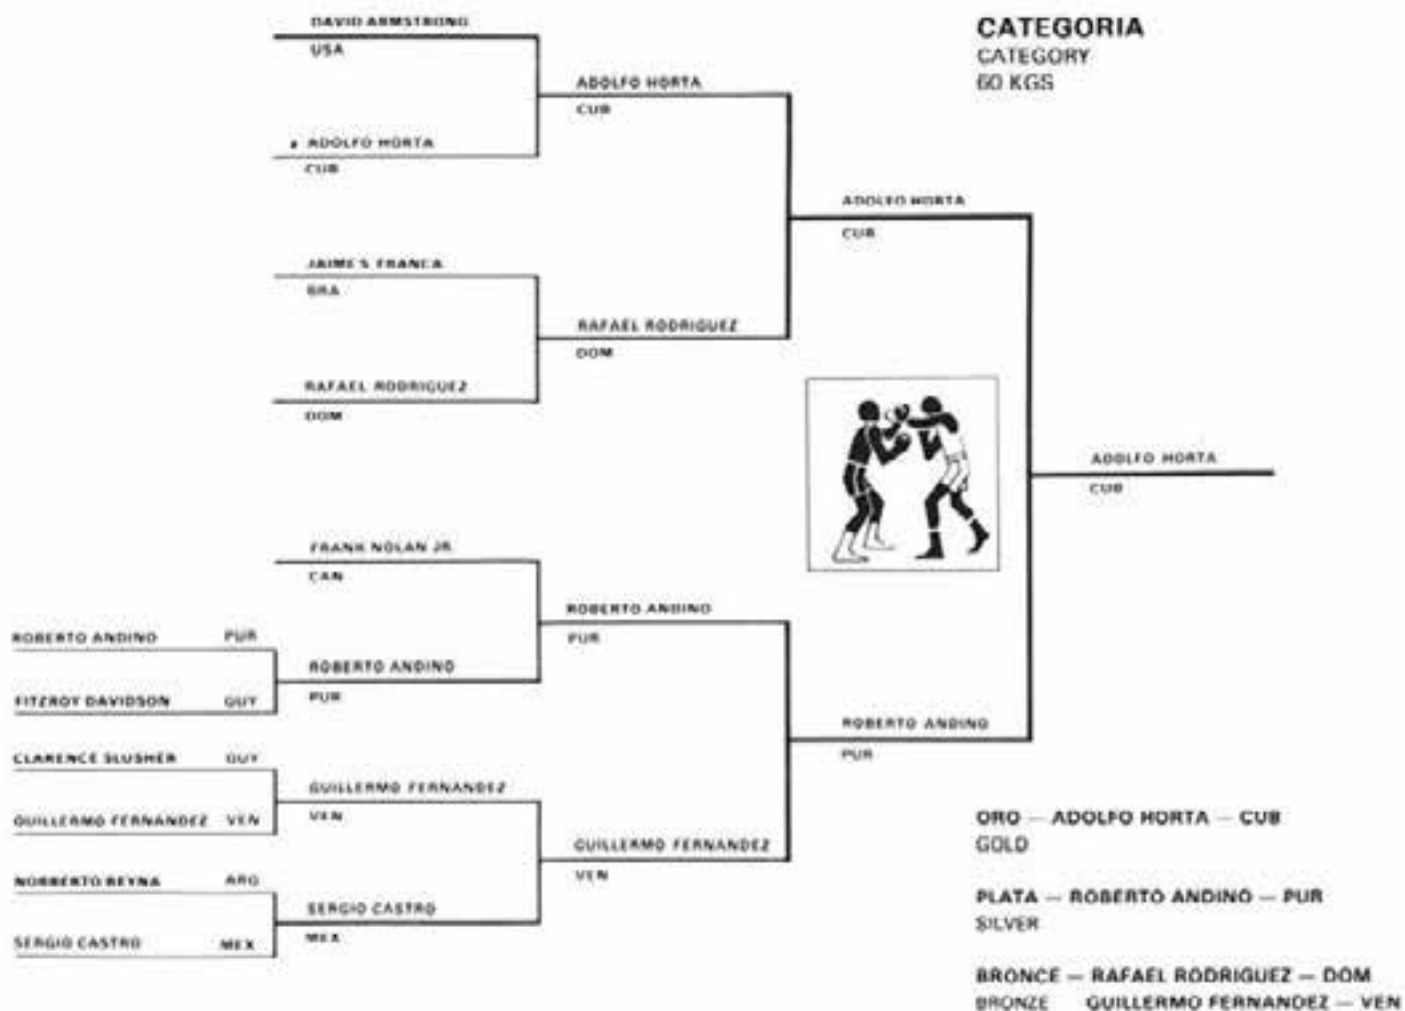 CATEGORIA
CATEGORY
60 KGS
DAVID ARMSTRONG
USA
ADOLFO HORTA
CUB
JAIMES FRANCA
BRA
RAFAEL RODRIGUEZ
DOM
FRANK NOLAN JR
CAN
ROBERTO ANDINO PUR
FITZROY DAVIDSON GUY
ROBERTO ANDINO
PUR
CLARENCE SLUSHER GUY
GUILLERMO FERNANDEZ VEN
GUILLERMO FERNANDEZ
VEN
NORBERTO REYNA ARG
SERGIO CASTRO MEX
SERGIO CASTRO
MEX
ADOLFO HORTA
CUB
RAFAEL RODRIGUEZ
DOM
ROBERTO ANDINO
PUR
GUILLERMO FERNANDEZ
VEN
ADOLFO HORTA
CUB
ROBERTO ANDINO
PUR
ADOLFO HORTA
CUB
ORO — ADOLFO HORTA — CUB
GOLD
PLATA — ROBERTO ANDINO — PUR
SILVER
BRONCE — RAFAEL RODRIGUEZ — DOM
BRONZE GUILLERMO FERNANDEZ — VEN